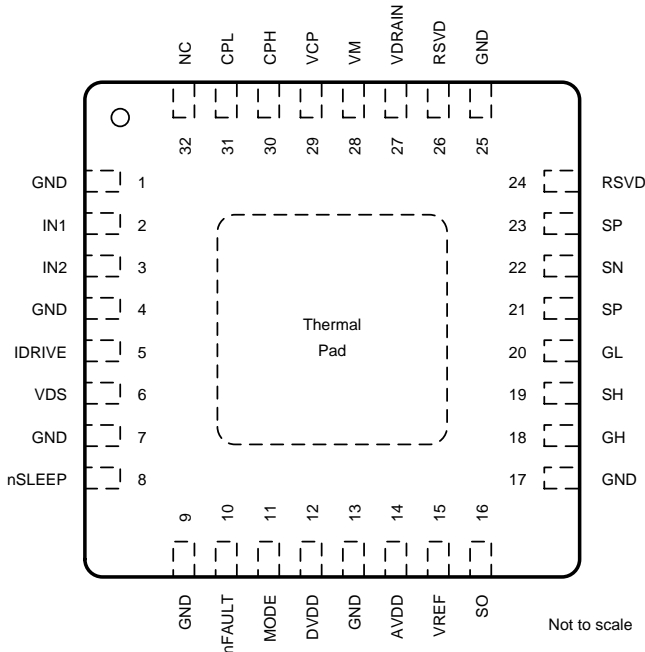 NC
CPL
CPH
VCP
VM
VDRAIN
RSVD
GND
32
31
30
29
28
27
26
25
GND 1
IN1 2
IN2 3
GND 4
IDRIVE 5
VDS 6
GND 7
nSLEEP 8
Thermal
Pad
24 RSVD
23 SP
22 SN
21 SP
20 GL
19 SH
18 GH
17 GND
9
10
11
12
13
14
15
16
GND
nFAULT
MODE
DVDD
GND
AVDD
VREF
SO
Not to scale